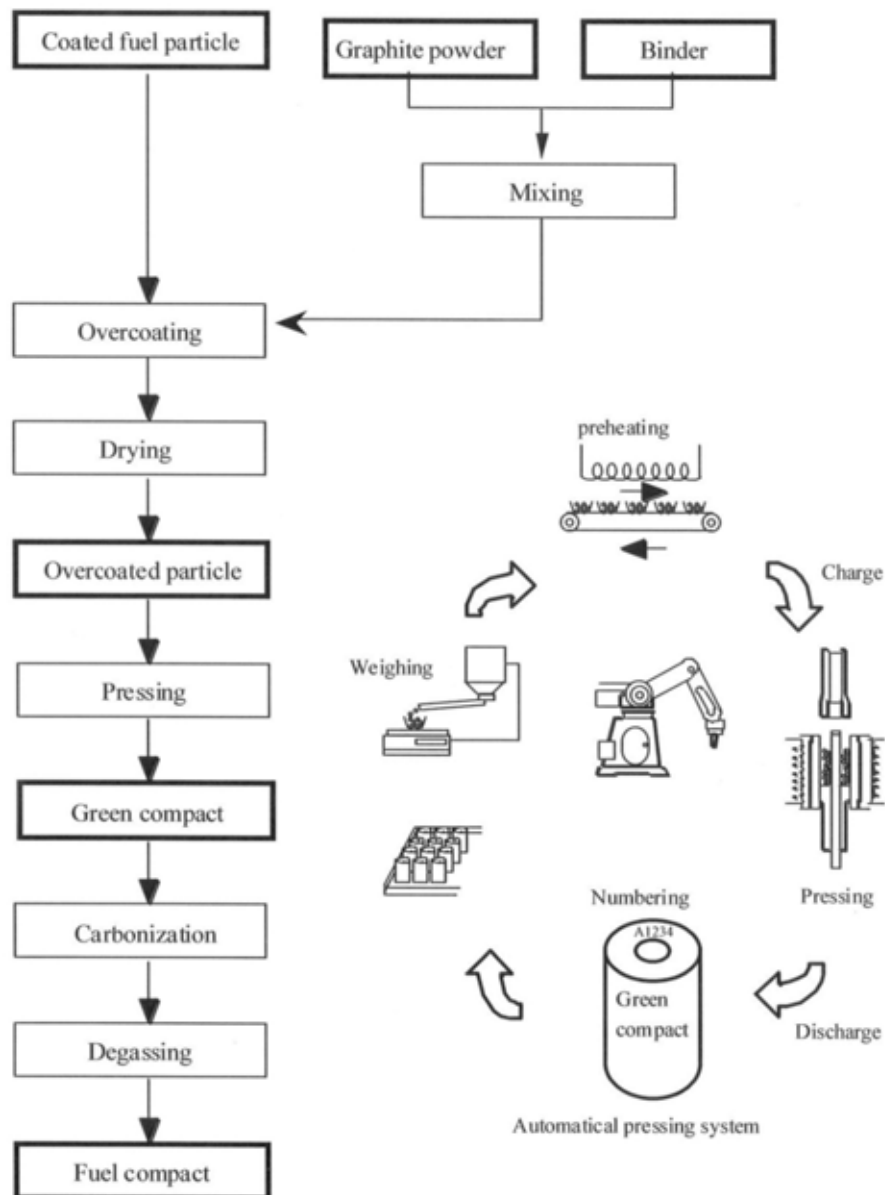 Coated fuel particle
Graphite powder
Binder
Mixing
Overcoating
Drying
Overcoated particle
Pressing
Green compact
Carbonization
Degassing
Fuel compact
preheating
Charge
Weighing
Pressing
Numbering
A1234
Green
compact
Discharge
Automatical pressing system